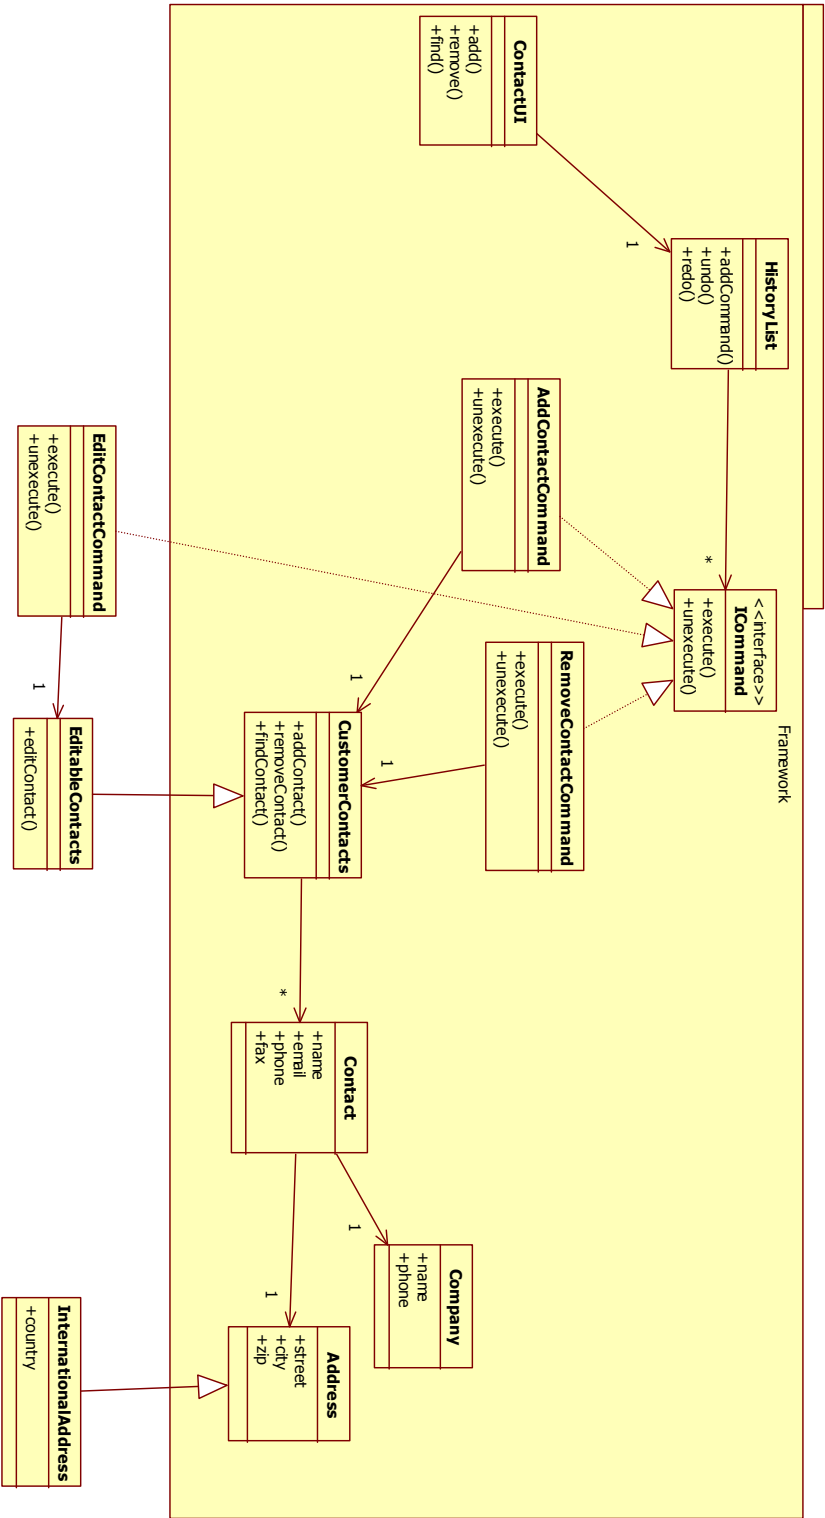 Framework
ContactUI
+add()
+remove()
+find()
1
HistoryList
+addCommand()
+undo()
+redo()
*
<<interface>>
ICommand
+execute()
+unexecute()
AddContactCommand
+execute()
+unexecute()
1
RemoveContactCommand
+execute()
+unexecute()
1
CustomerContacts
+addContact()
+removeContact()
+findContact()
*
Contact
+name
+email
+phone
+fax
1
Company
+name
+phone
1
Address
+street
+city
+zip
EditContactCommand
+execute()
+unexecute()
1
EditableContacts
+editContact()
InternationalAddress
+country